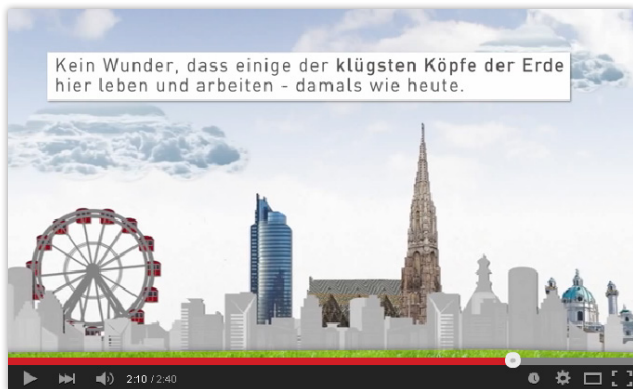 Kein Wunder, dass einige der klügsten Köpfe der Erde
hier leben und arbeiten - damals wie heute.
2:10 / 2:40